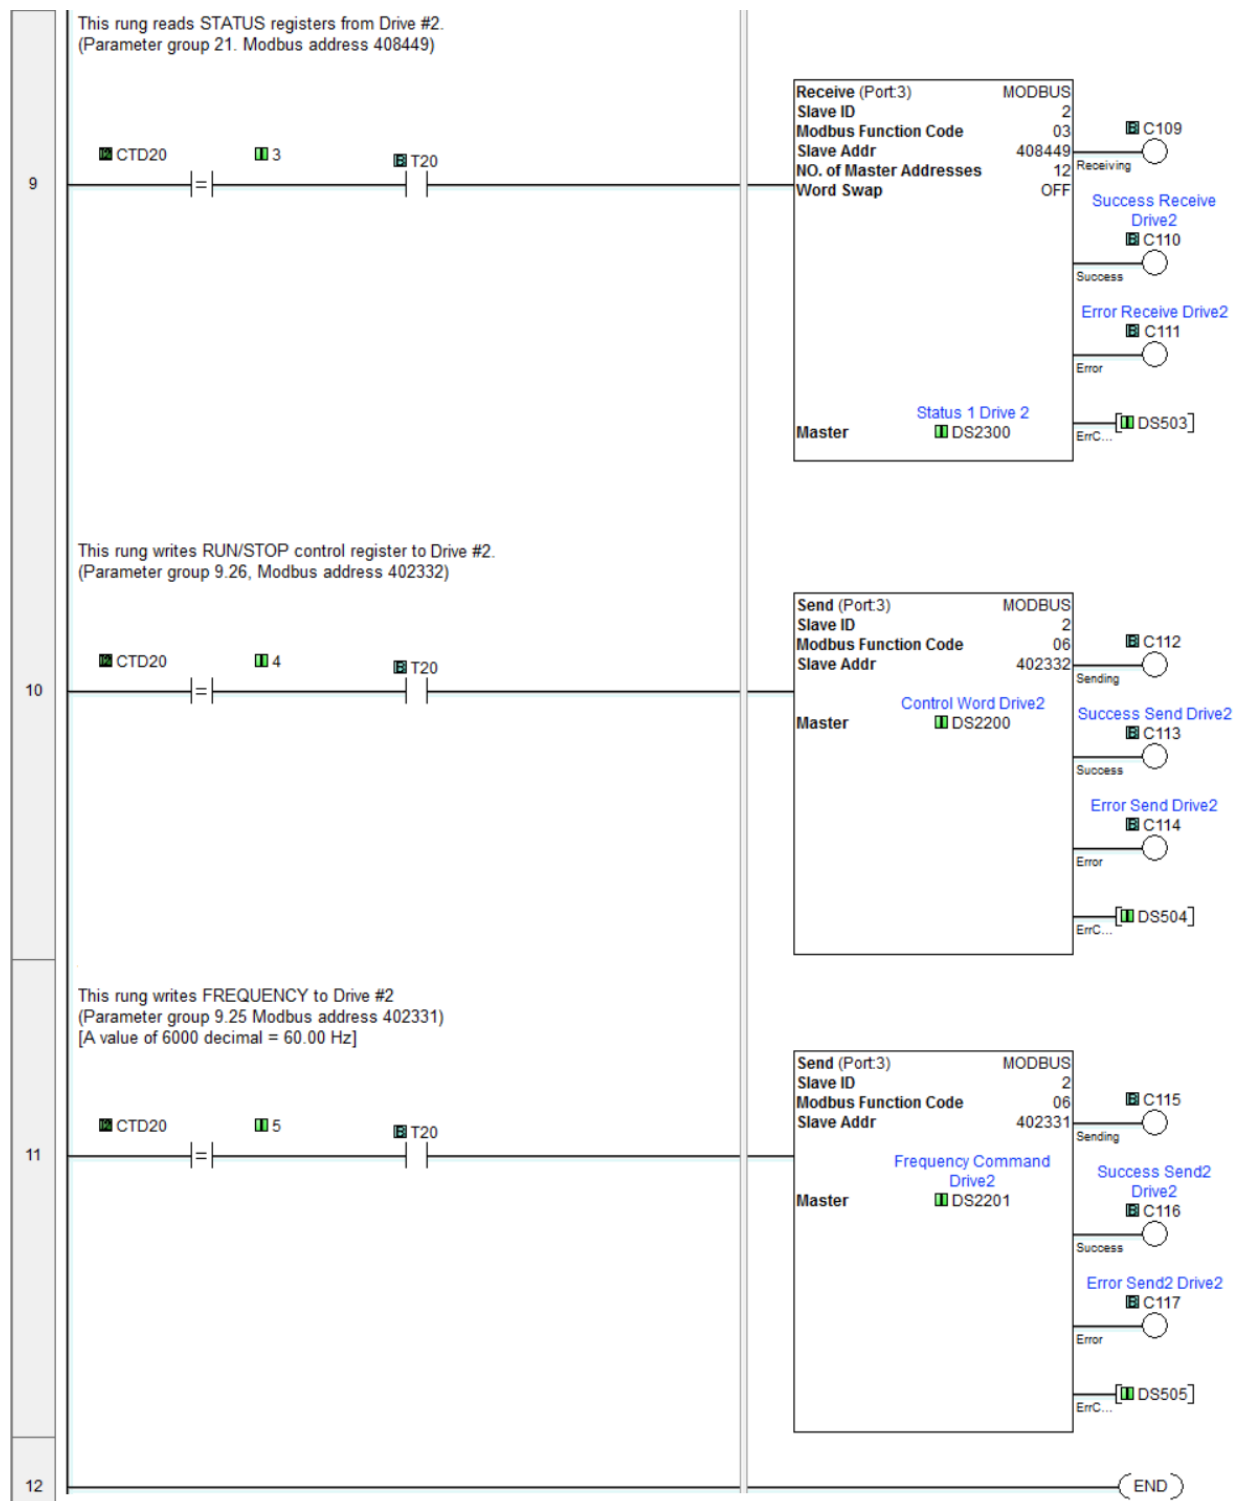 This rung reads STATUS registers from Drive #2.
(Parameter group 21. Modbus address 408449)
9
CTD20
3
=
T20
Receive (Port:3) MODBUS
Slave ID 2
Modbus Function Code 03
Slave Addr 408449
NO. of Master Addresses 12
Word Swap OFF
Status 1 Drive 2
Master DS2300
C109
Receiving
Success Receive
Drive2
C110
Success
Error Receive Drive2
C111
Error
DS503
ErrC...
This rung writes RUN/STOP control register to Drive #2.
(Parameter group 9.26, Modbus address 402332)
10
CTD20
4
=
T20
Send (Port:3) MODBUS
Slave ID 2
Modbus Function Code 06
Slave Addr 402332
Control Word Drive2
Master DS2200
C112
Sending
Success Send Drive2
C113
Success
Error Send Drive2
C114
Error
DS504
ErrC...
This rung writes FREQUENCY to Drive #2
(Parameter group 9.25 Modbus address 402331)
[A value of 6000 decimal = 60.00 Hz]
11
CTD20
5
=
T20
Send (Port:3) MODBUS
Slave ID 2
Modbus Function Code 06
Slave Addr 402331
Frequency Command
Drive2
Master DS2201
C115
Sending
Success Send2
Drive2
C116
Success
Error Send2 Drive2
C117
Error
DS505
ErrC...
12
END